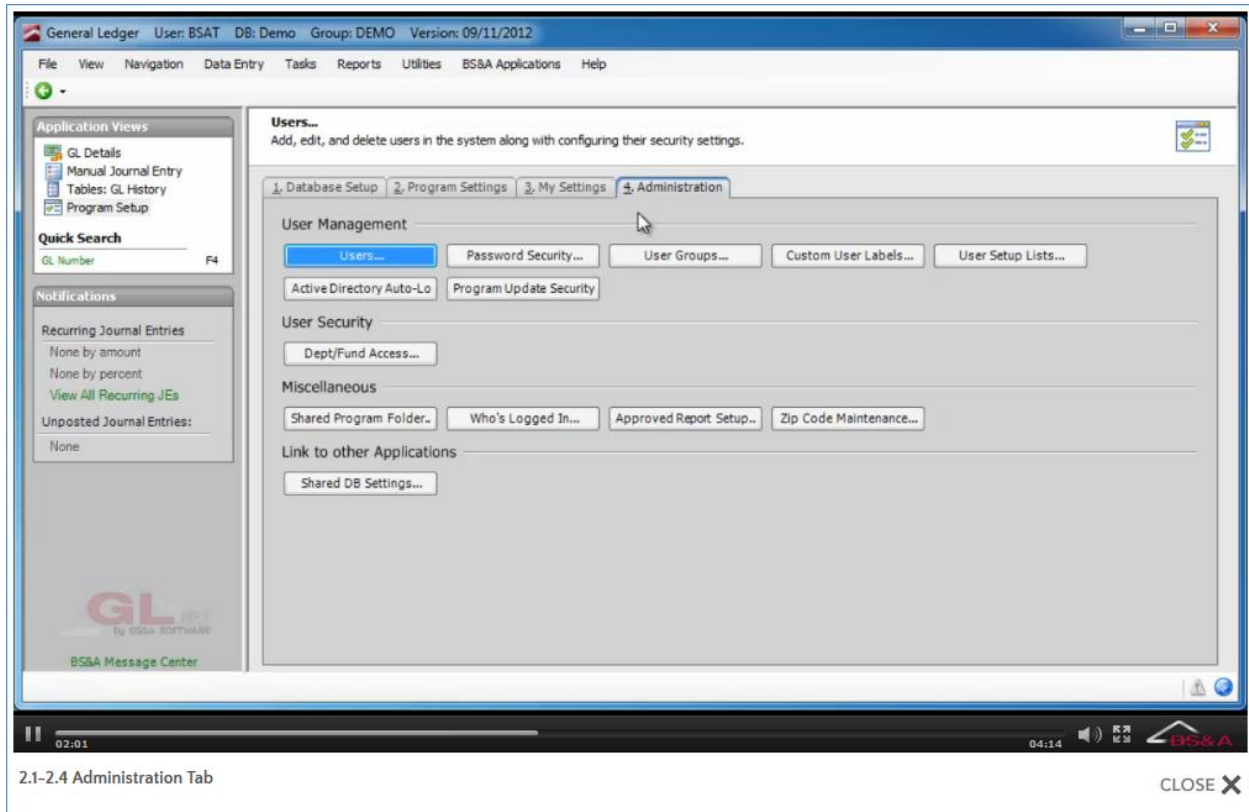 General Ledger User: BSAT DB: Demo Group: DEMO Version: 09/11/2012
File View Navigation Data Entry Tasks Reports Utilities BS&A Applications Help
Application Views
GL Details
Manual Journal Entry
Tables: GL History
Program Setup
Quick Search
GL Number F4
Notifications
Recurring Journal Entries
None by amount
None by percent
View All Recurring JEs
Unposted Journal Entries:
None
GL.NET
by BS&A SOFTWARE
BS&A Message Center
Users...
Add, edit, and delete users in the system along with configuring their security settings.
1. Database Setup 2. Program Settings 3. My Settings 4. Administration
User Management
Users... Password Security... User Groups... Custom User Labels... User Setup Lists...
Active Directory Auto-Lo Program Update Security
User Security
Dept/Fund Access...
Miscellaneous
Shared Program Folder.. Who's Logged In... Approved Report Setup.. Zip Code Maintenance...
Link to other Applications
Shared DB Settings...
02:01 04:14 BS&A
2.1-2.4 Administration Tab CLOSE